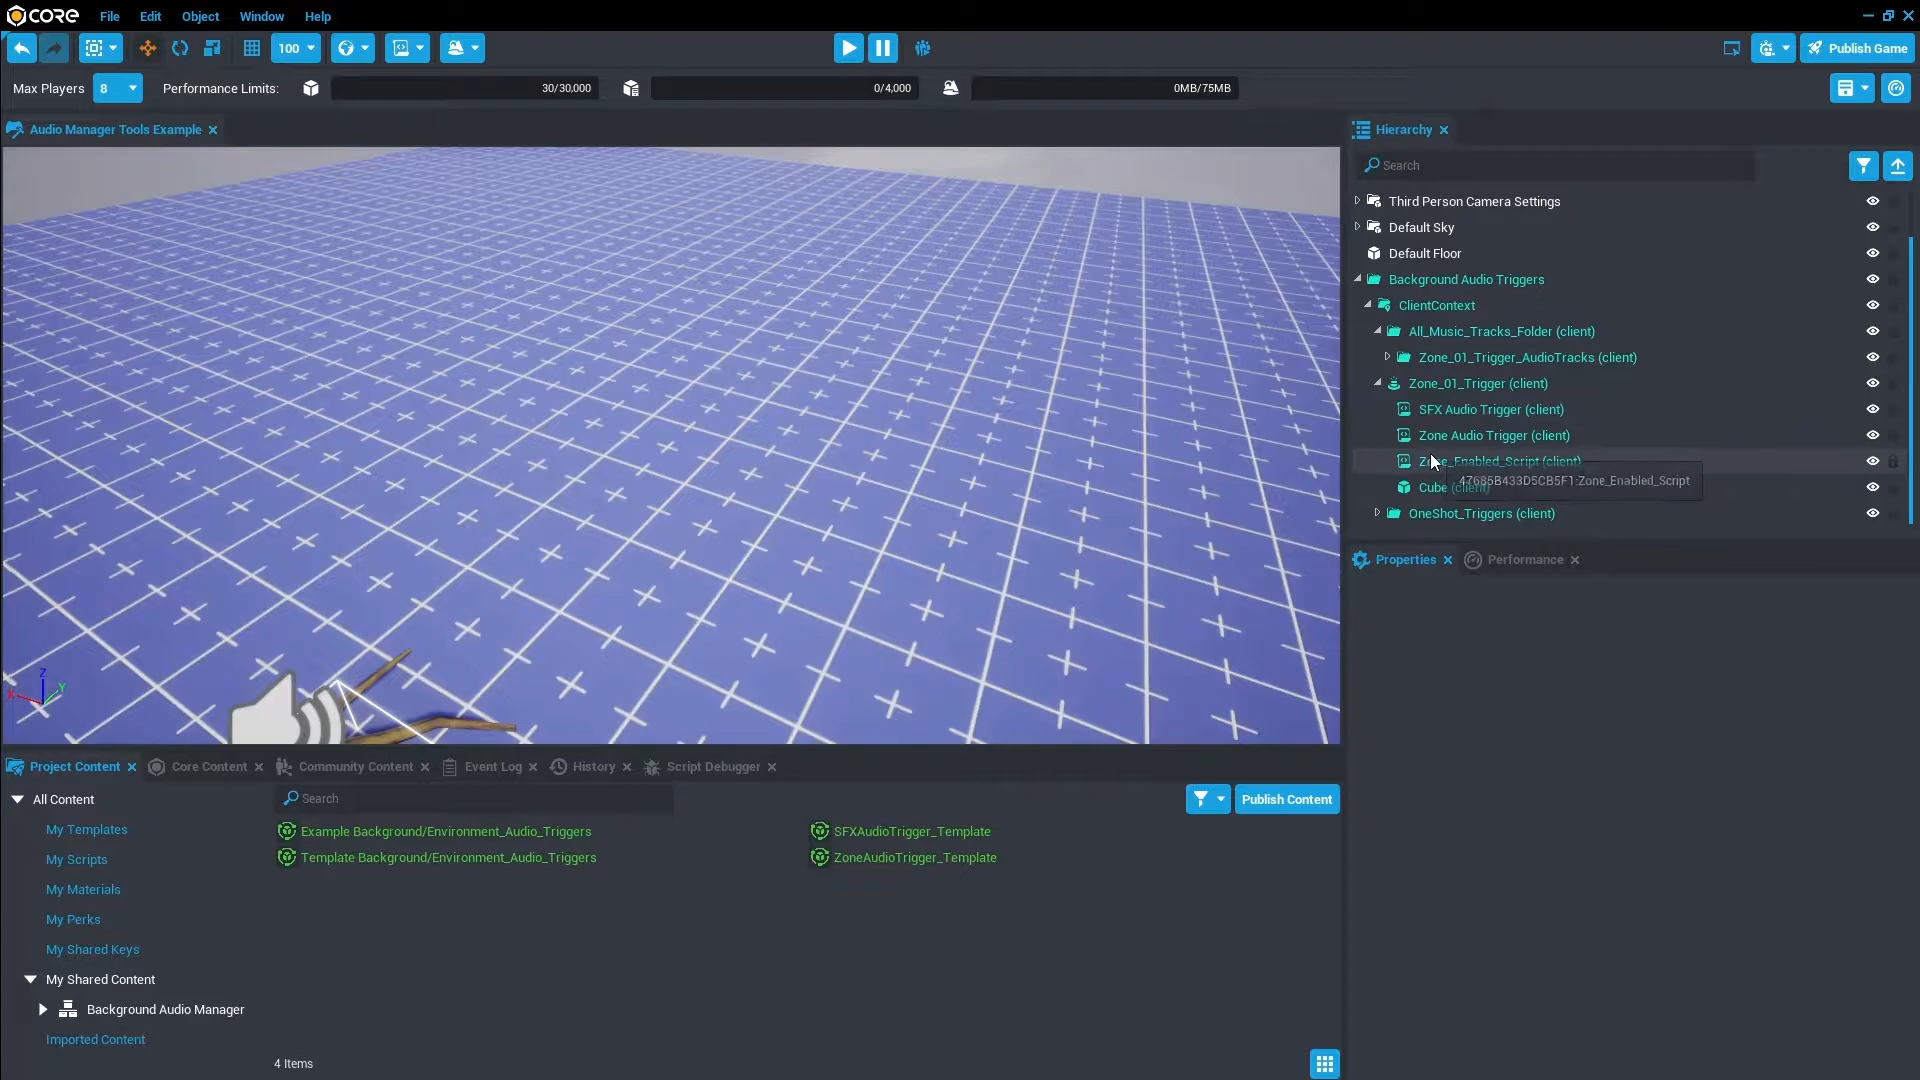 CORE File Edit Object Window Help
100
Publish Game
Max Players 8 Performance Limits: 30/30,000 0/4,000 0MB/75MB
Audio Manager Tools Example
Hierarchy
Search
Third Person Camera Settings
Default Sky
Default Floor
Background Audio Triggers
ClientContext
All_Music_Tracks_Folder (client)
Zone_01_Trigger_AudioTracks (client)
Zone_01_Trigger (client)
SFX Audio Trigger (client)
Zone Audio Trigger (client)
Zone_Enabled_Script (client)
47685B433D5CB5F1:Zone_Enabled_Script
Cube (client)
OneShot_Triggers (client)
Properties Performance
Z
X Y
Project Content Core Content Community Content Event Log History Script Debugger
All Content
Search
Publish Content
My Templates
Example Background/Environment_Audio_Triggers SFXAudioTrigger_Template
My Scripts
Template Background/Environment_Audio_Triggers ZoneAudioTrigger_Template
My Materials
My Perks
My Shared Keys
My Shared Content
Background Audio Manager
Imported Content
4 Items